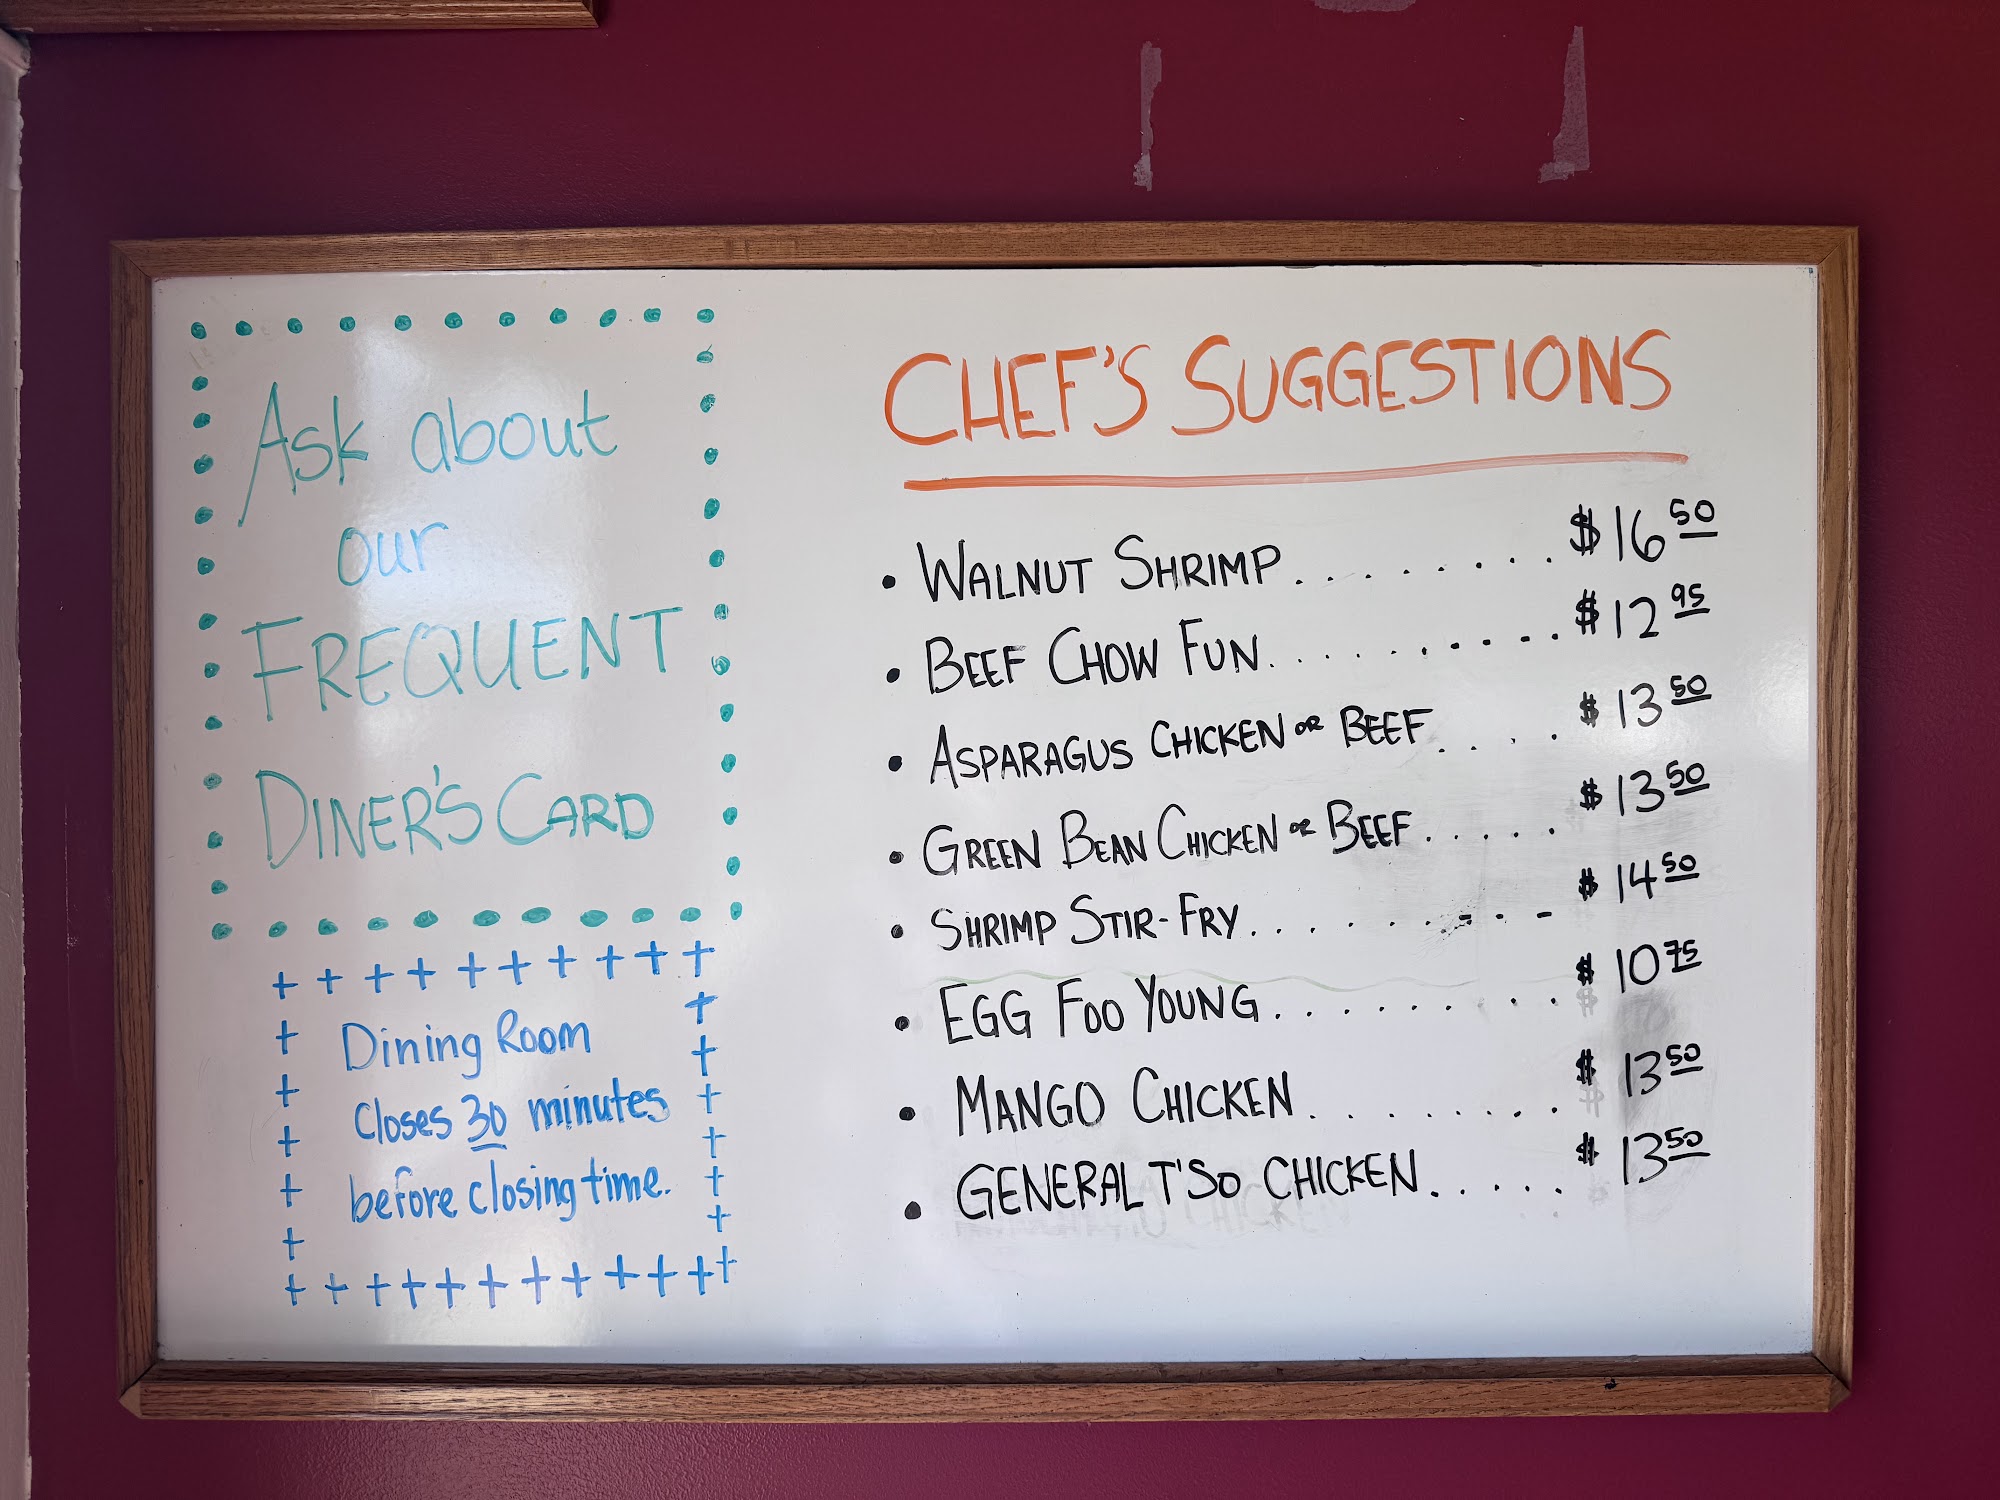 Ask about
our
FREQUENT
DINER'S CARD
Dining Room
Closes 30 minutes
before closing time.
CHEF'S SUGGESTIONS
• WALNUT SHRIMP........ $16 50
• BEEF CHOW FUN.......... $12 95
• ASPARAGUS CHICKEN OR BEEF.... $13 50
• GREEN BEAN CHICKEN OR BEEF..... $13 50
• SHRIMP STIR-FRY......--- $14 50
• EGG FOO YOUNG........ $10 75
• MANGO CHICKEN....... $13 50
• GENERAL T'SO CHICKEN..... $13 50